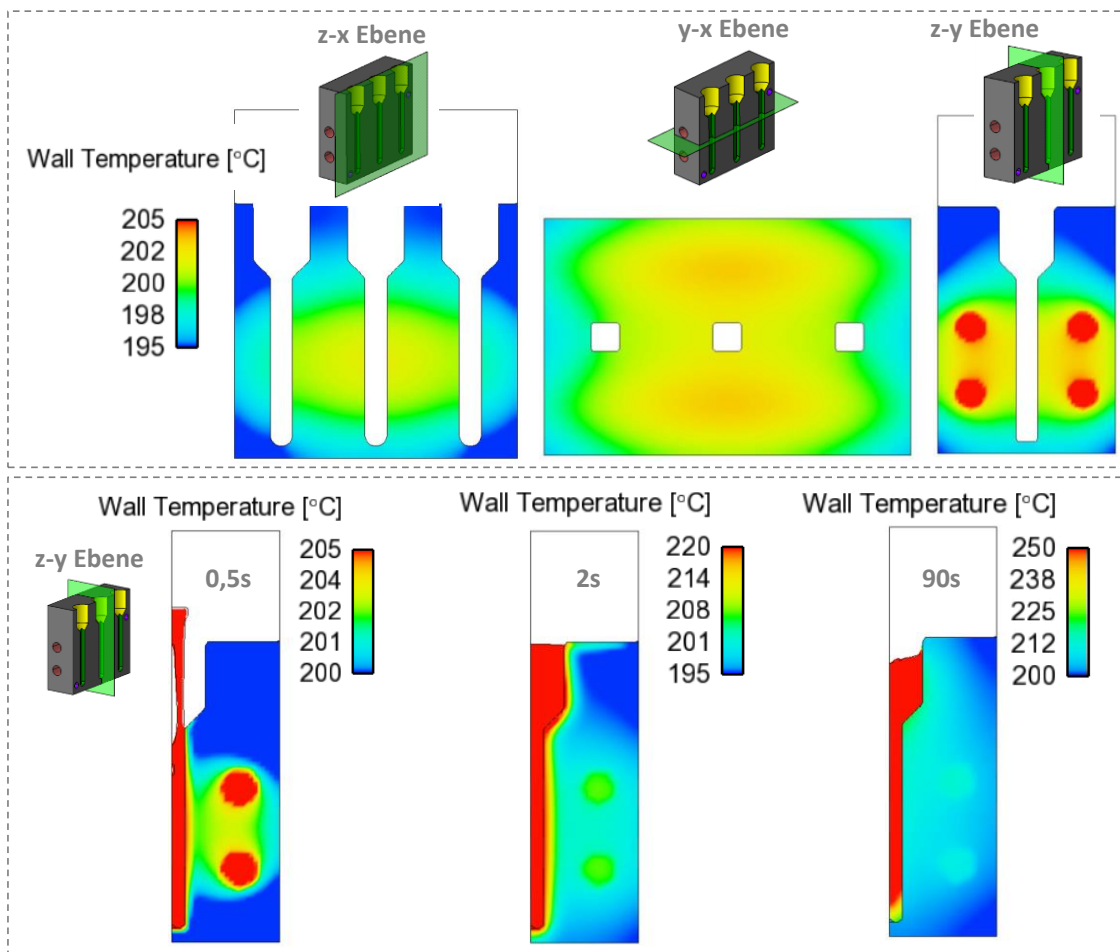 z-x Ebene
y-x Ebene
z-y Ebene
Wall Temperature [°C]
205
202
200
198
195
Wall Temperature [°C]
Wall Temperature [°C]
Wall Temperature [°C]
z-y Ebene
0,5s
205
204
202
201
200
2s
220
214
208
201
195
90s
250
238
225
212
200